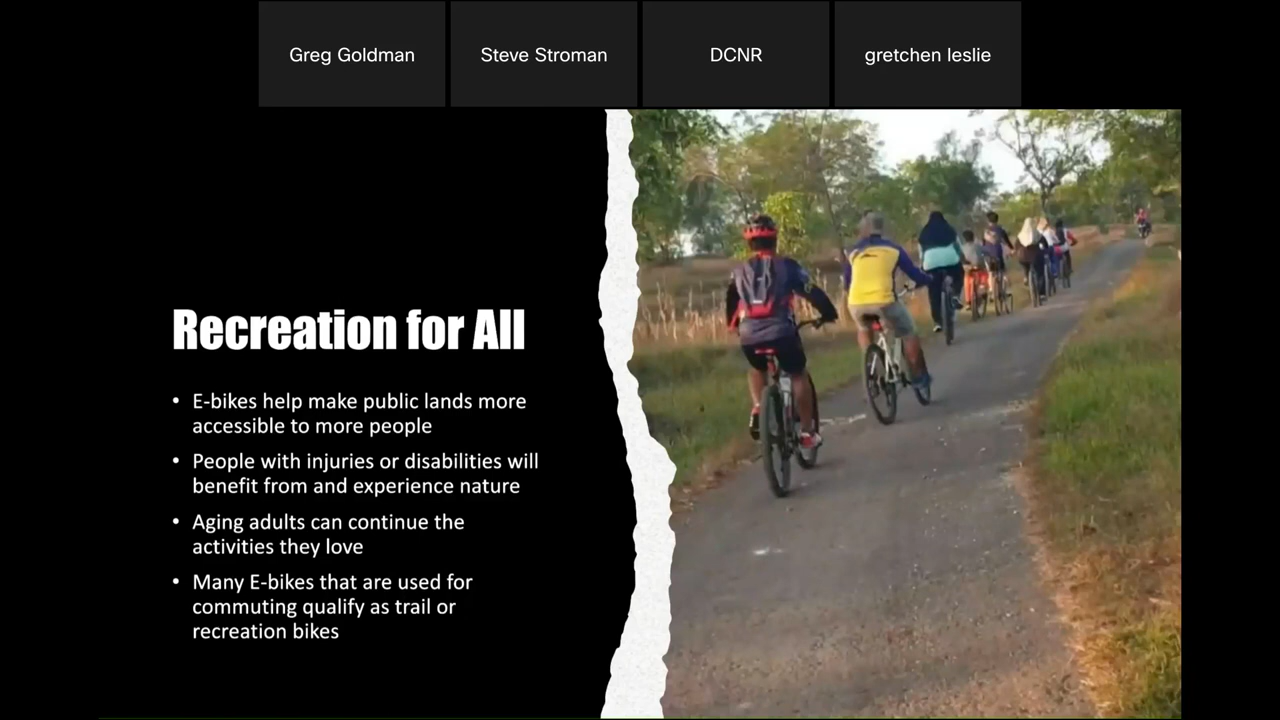 Greg Goldman
Steve Stroman
DCNR
gretchen leslie
Recreation for All
• E-bikes help make public lands more
accessible to more people
• People with injuries or disabilities will
benefit from and experience nature
• Aging adults can continue the
activities they love
• Many E-bikes that are used for
commuting qualify as trail or
recreation bikes